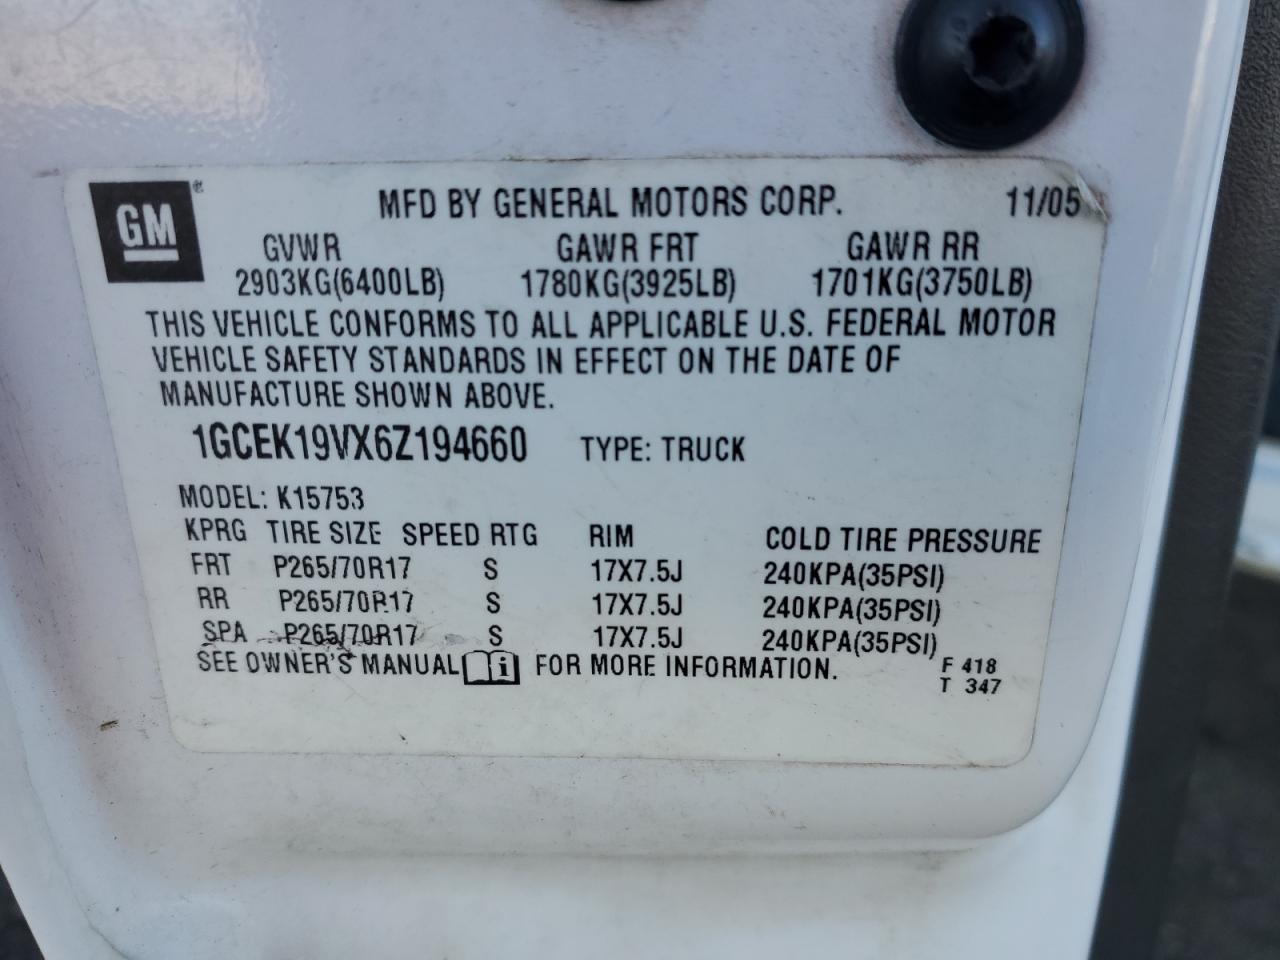 GM ®
MFD BY GENERAL MOTORS CORP. 11/05
GVWR GAWR FRT GAWR RR
2903KG(6400LB) 1780KG(3925LB) 1701KG(3750LB)
THIS VEHICLE CONFORMS TO ALL APPLICABLE U.S. FEDERAL MOTOR
VEHICLE SAFETY STANDARDS IN EFFECT ON THE DATE OF
MANUFACTURE SHOWN ABOVE.
1GCEK19VX6Z194660 TYPE: TRUCK
MODEL: K15753
KPRG TIRE SIZE SPEED RTG RIM COLD TIRE PRESSURE
FRT P265/70R17 S 17X7.5J 240KPA(35PSI)
RR P265/70R17 S 17X7.5J 240KPA(35PSI)
SPA P265/70R17 S 17X7.5J 240KPA(35PSI)
SEE OWNER'S MANUAL i FOR MORE INFORMATION.
F 418
T 347